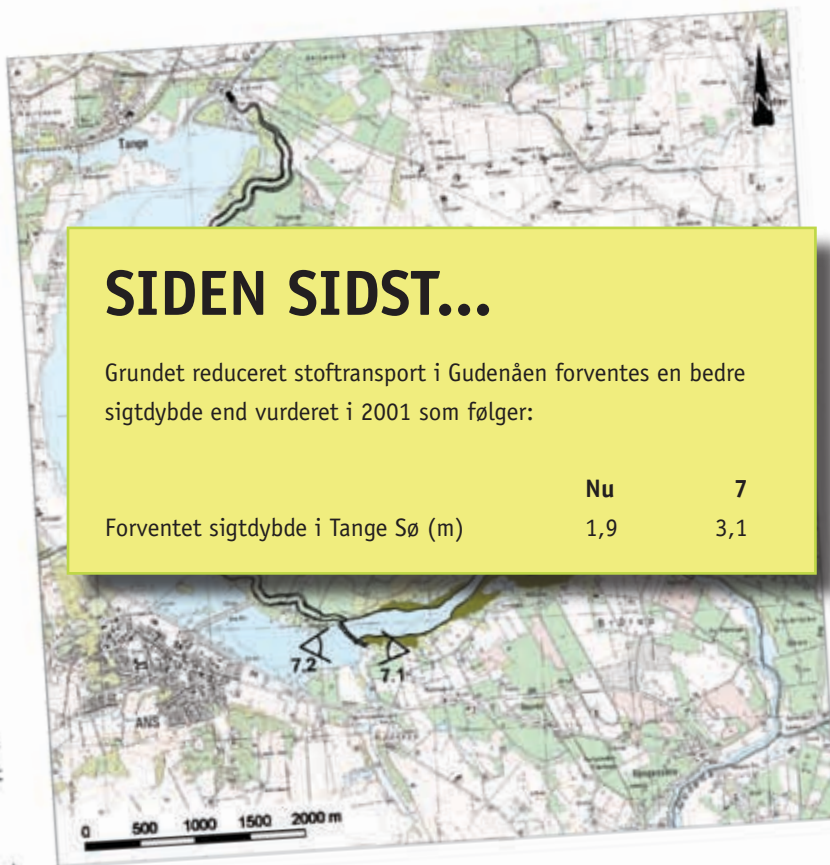 Tange
SIDEN SIDST...
Grundet reduceret stoftransport i Gudenåen forventes en bedre
sigtdybde end vurderet i 2001 som følger:
Nu 7
Forventet sigtdybde i Tange Sø (m) 1,9 3,1
7.2
7.1
ANS
0 500 1000 1500 2000 m